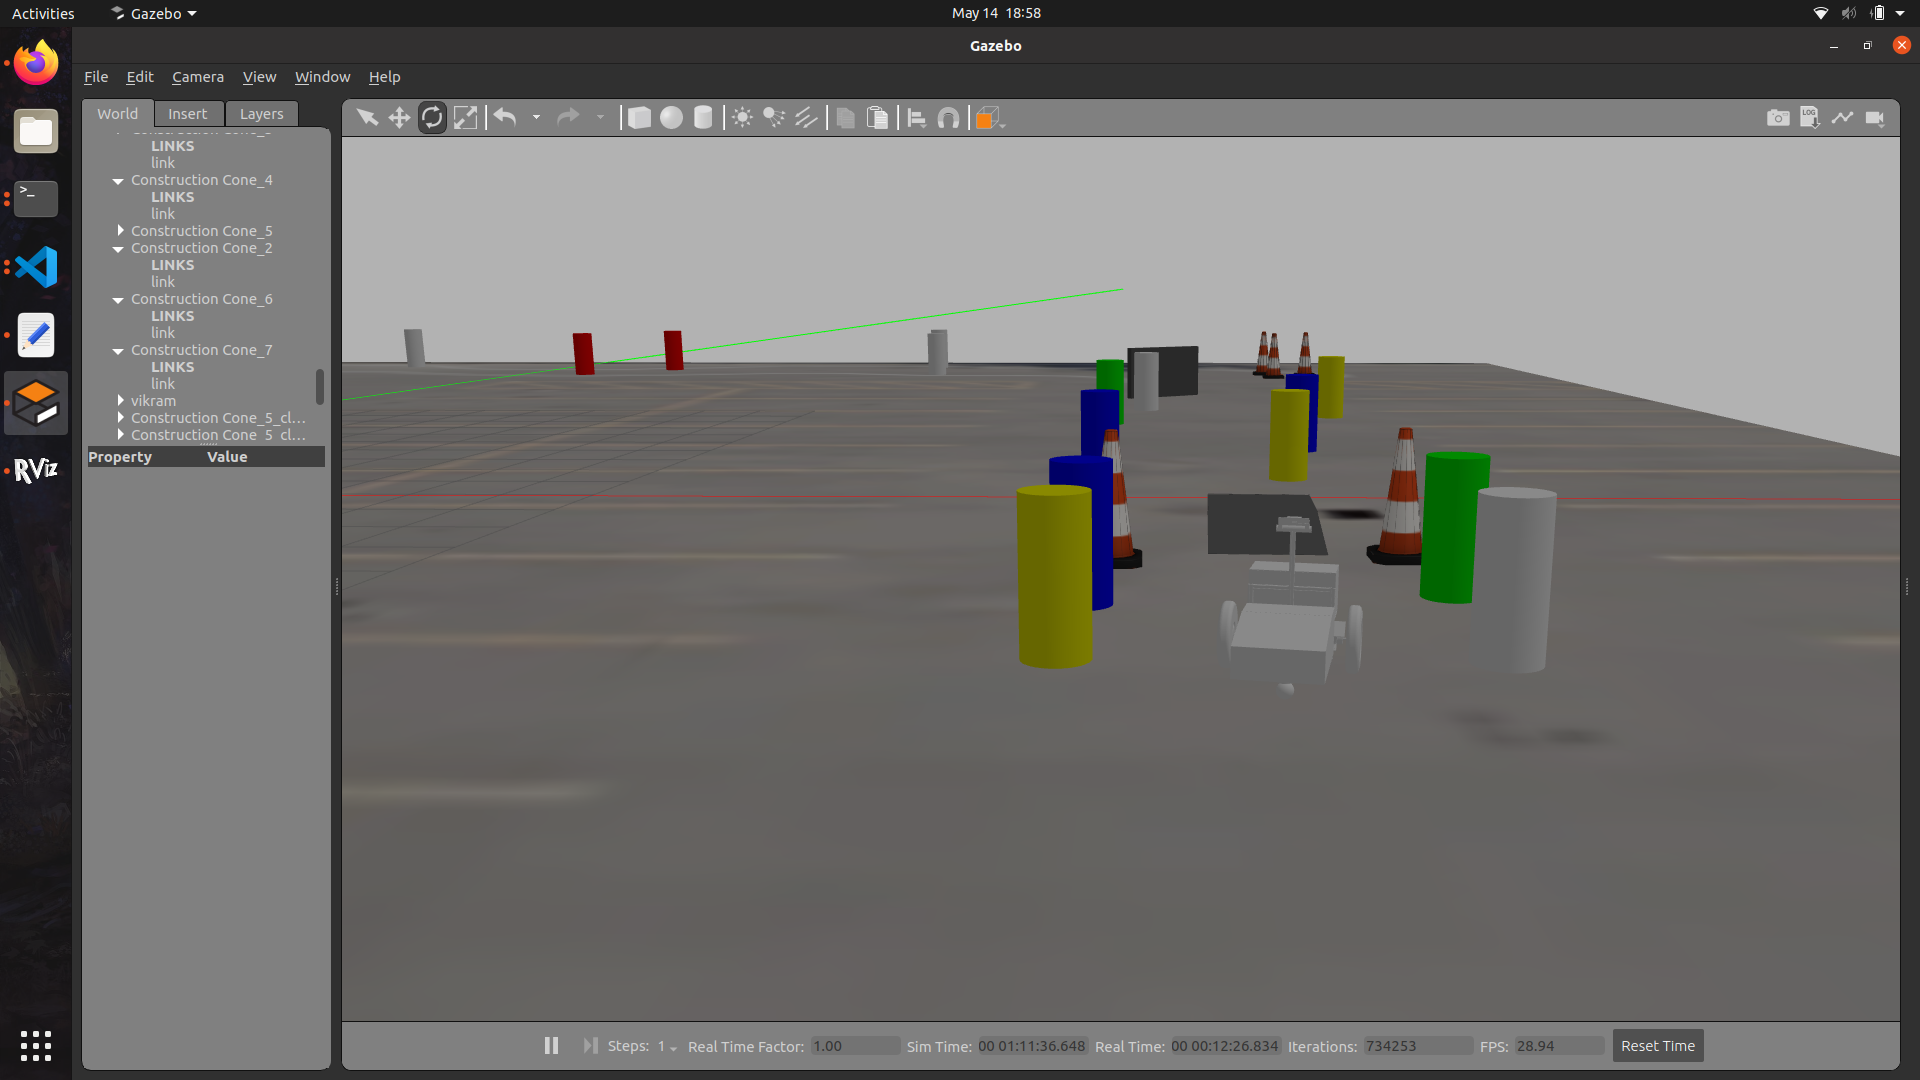 Activities
Gazebo
May 14 18:58
Gazebo
File Edit Camera View Window Help
World Insert Layers
LINKS
link
Construction Cone_4
LINKS
link
Construction Cone_5
Construction Cone_2
LINKS
link
Construction Cone_6
LINKS
link
Construction Cone_7
LINKS
link
vikram
Construction Cone_5_cl...
Construction Cone_5_cl...
Property Value
LOG
>_
RViz
Steps: 1 Real Time Factor: 1.00 Sim Time: 00 01:11:36.648 Real Time: 00 00:12:26.834 Iterations: 734253 FPS: 28.94 Reset Time